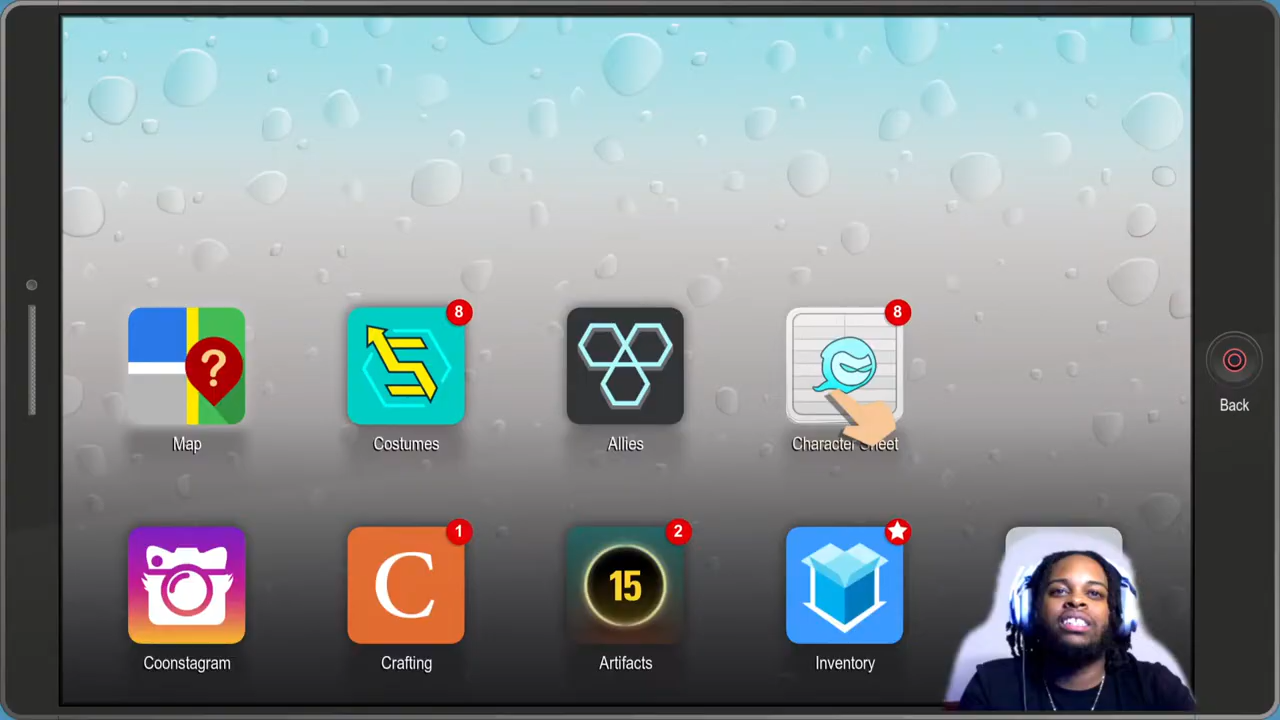 8
8
?
Map
Costumes
Allies
Character Sheet
Back
1
2
C
15
Coonstagram
Crafting
Artifacts
Inventory